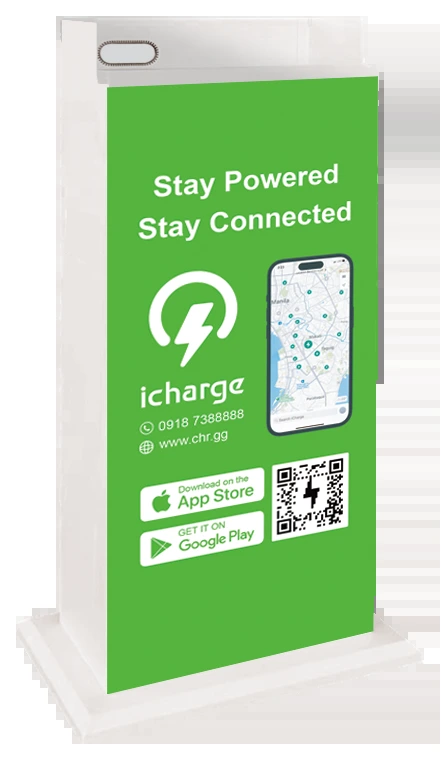 Stay Powered
Stay Connected
Manila
icharge
0918 7388888
www.chr.gg
Download on the
App Store
GET IT ON
Google Play